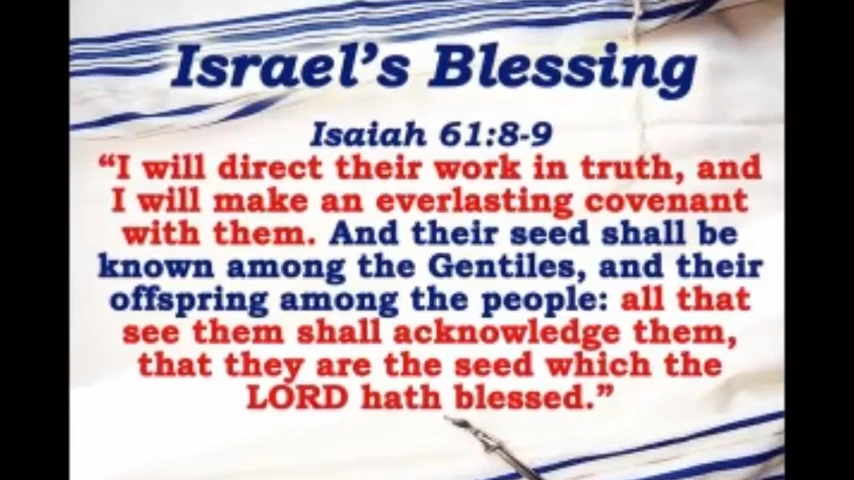 Israel’s Blessing
Isaiah 61:8-9
“I will direct their work in truth, and
I will make an everlasting covenant
with them. And their seed shall be
known among the Gentiles, and their
offspring among the people: all that
see them shall acknowledge them,
that they are the seed which the
LORD hath blessed.”